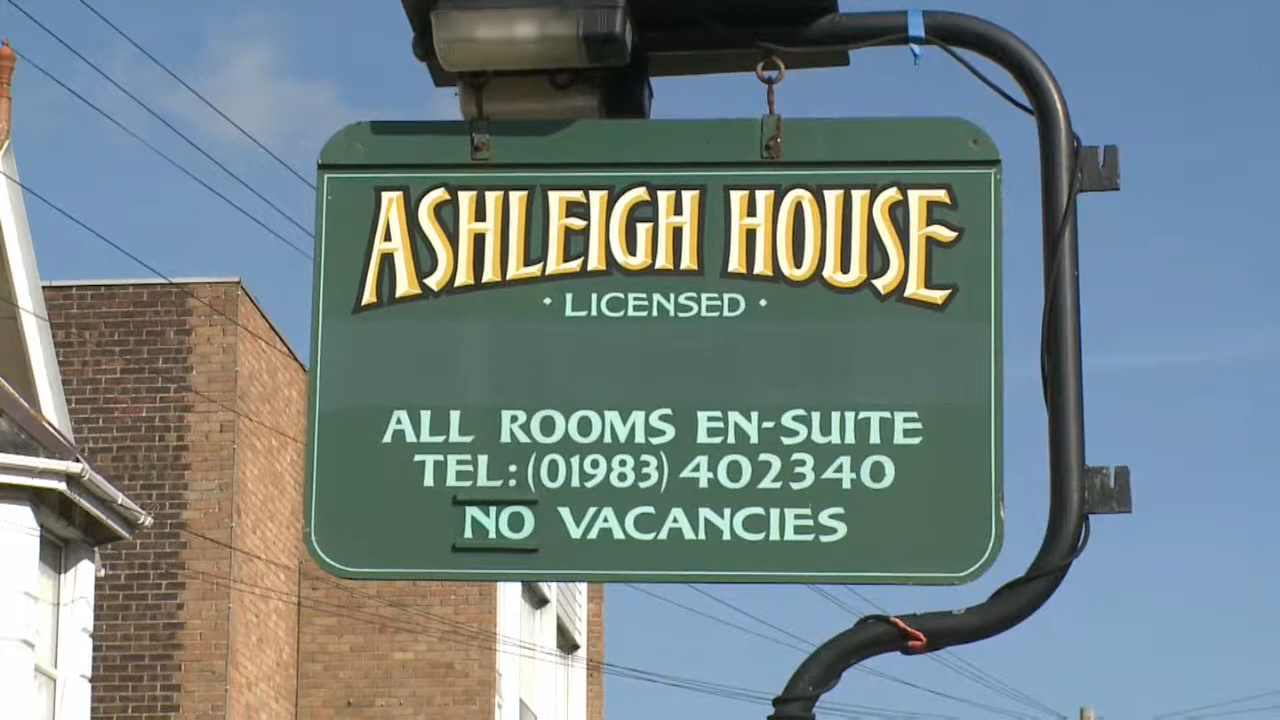 ASHLEIGH HOUSE
· LICENSED ·
ALL ROOMS EN-SUITE
TEL: (01983) 402340
NO VACANCIES